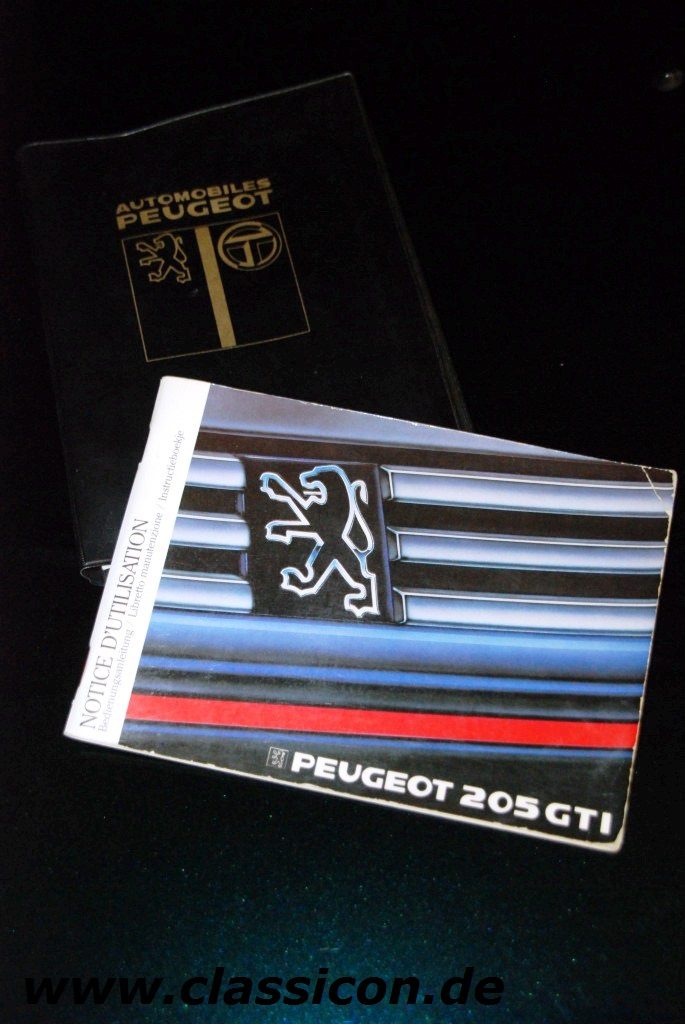 AUTOMOBILES
PEUGEOT
NOTICE D'UTILISATION
Bedienungsanleitung / Libretto manutenzione / Instructieboekje
PEUGEOT 205 GTI
www.classicon.de